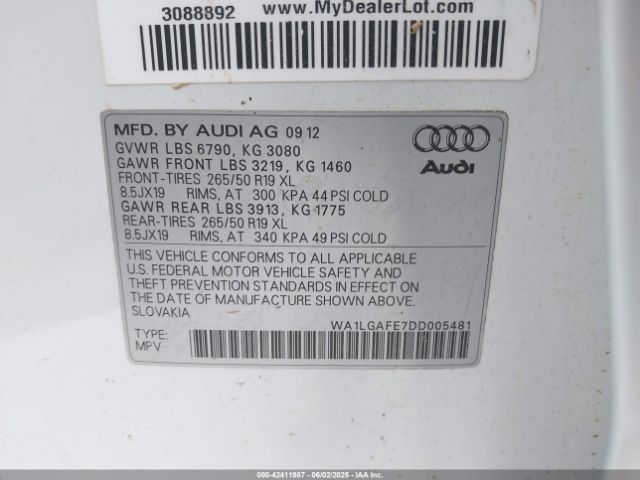 3088892
www.MyDealerLot.com
MFD. BY AUDI AG 09 12
GVWR LBS 6790, KG 3080
GAWR FRONT LBS 3219, KG 1460
FRONT-TIRES 265/50 R19 XL
8.5JX19 RIMS, AT 300 KPA 44 PSI COLD
GAWR REAR LBS 3913, KG 1775
REAR-TIRES 265/50 R19 XL
8.5JX19 RIMS, AT 340 KPA 49 PSI COLD
Audi
THIS VEHICLE CONFORMS TO ALL APPLICABLE
U.S. FEDERAL MOTOR VEHICLE SAFETY AND
THEFT PREVENTION STANDARDS IN EFFECT ON
THE DATE OF MANUFACTURE SHOWN ABOVE.
SLOVAKIA
WA1LGAFE7DD005481
TYPE:
MPV
000-42411987 - 06/02/2025 - IAAI COPYRIGHT